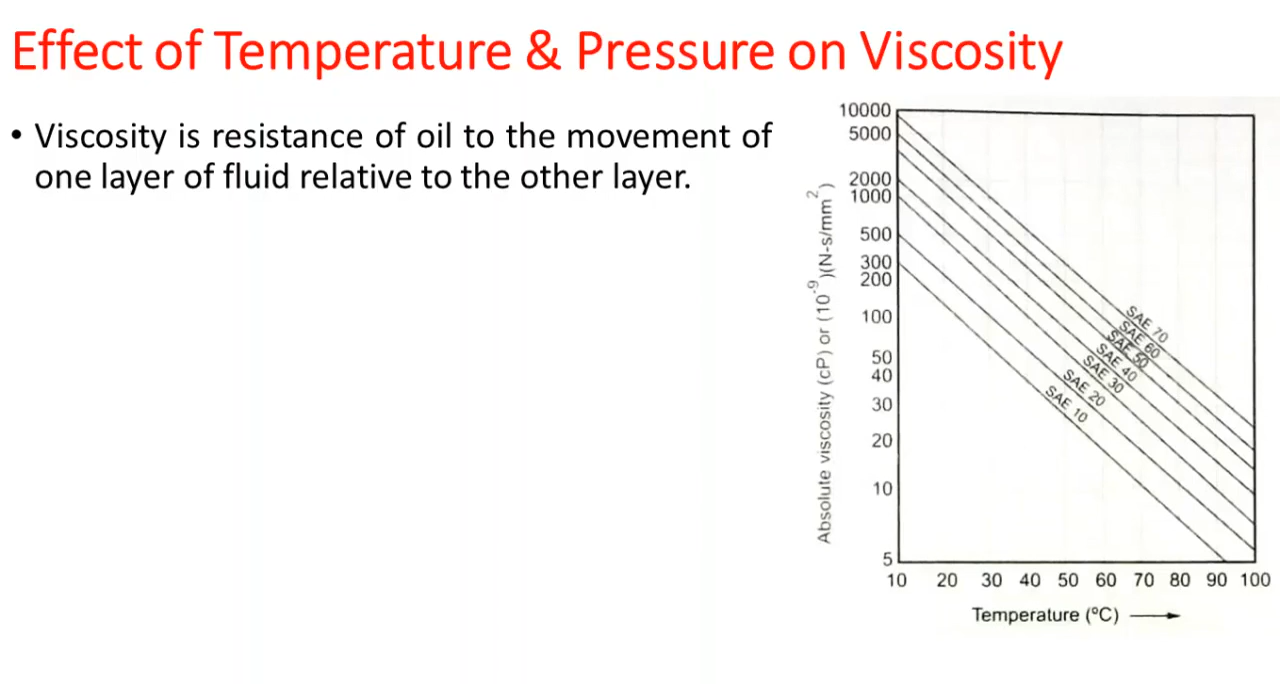 Effect of Temperature & Pressure on Viscosity
• Viscosity is resistance of oil to the movement of
one layer of fluid relative to the other layer.
Absolute viscosity (cP) or (10⁻⁹)(N-s/mm²)
10000
5000
2000
1000
500
300
200
100
50
40
30
20
10
5
SAE 70
SAE 60
SAE 50
SAE 40
SAE 30
SAE 20
SAE 10
10 20 30 40 50 60 70 80 90 100
Temperature (°C)